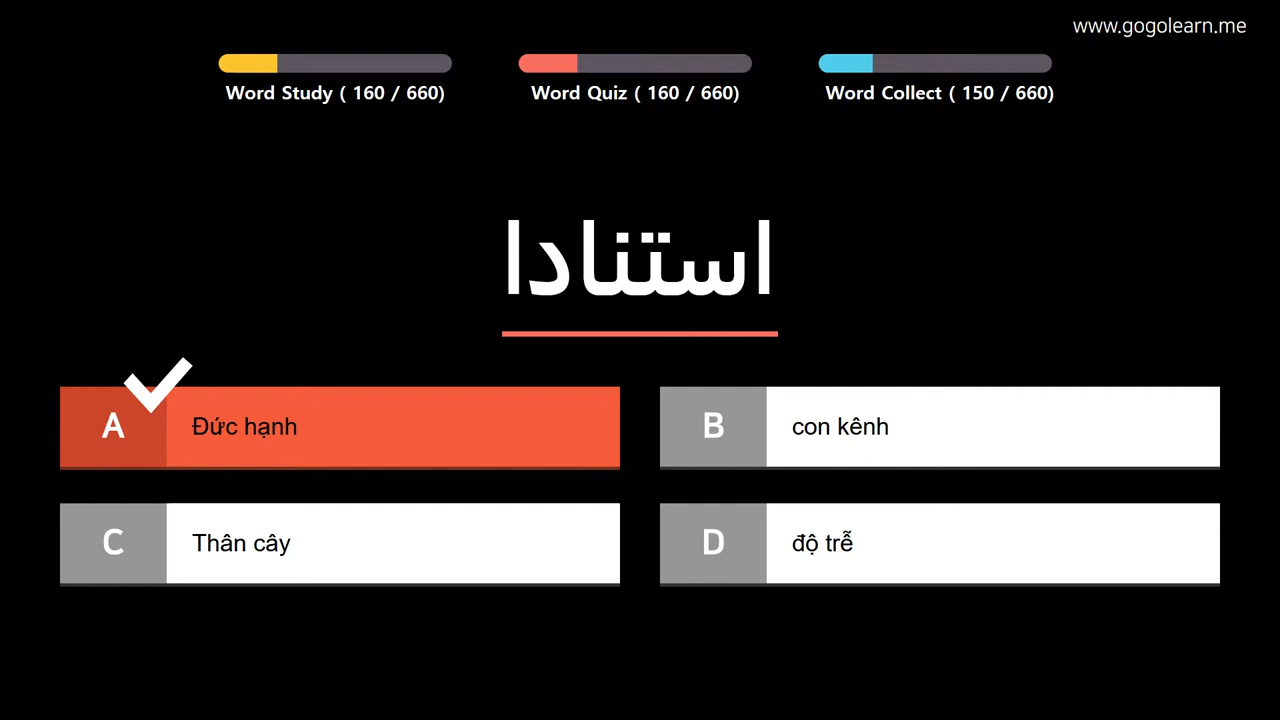 www.gogolearn.me
Word Study ( 160 / 660)
Word Quiz ( 160 / 660)
Word Collect ( 150 / 660)
استنادا
A Đức hạnh
B con kênh
C Thân cây
D độ trễ